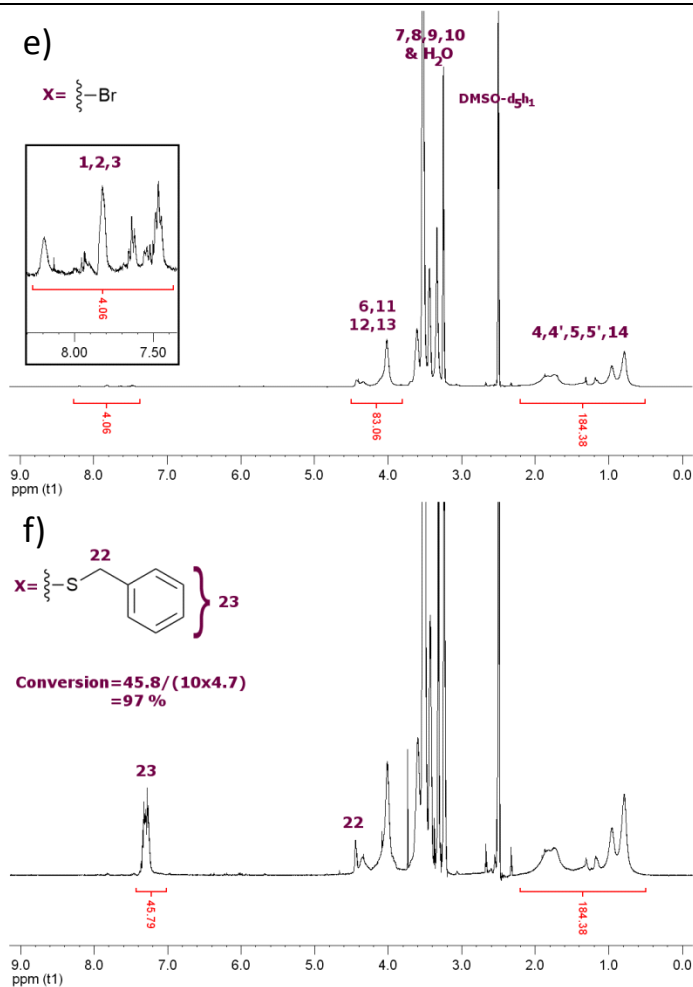 e)
7,8,9,10
& H₂O
X= Br
DMSO-d₅h₁
1,2,3
4.06
8.00 7.50
6,11
12,13
4,4',5,5',14
4.06
83.06
184.38
9.0 8.0 7.0 6.0 5.0 4.0 3.0 2.0 1.0 0.0
ppm (t1)
f)
22
X= S
23
Conversion=45.8/(10x4.7)
=97 %
23
22
45.79
184.38
9.0 8.0 7.0 6.0 5.0 4.0 3.0 2.0 1.0 0.0
ppm (t1)